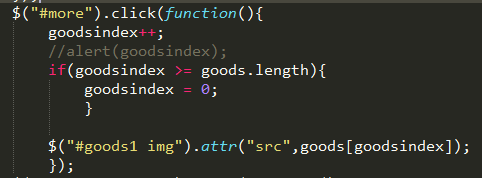 $("#more").click(function(){
goodsindex++;
//alert(goodsindex);
if(goodsindex >= goods.length){
goodsindex = 0;
}
$("#goods1 img").attr("src",goods[goodsindex]);
});